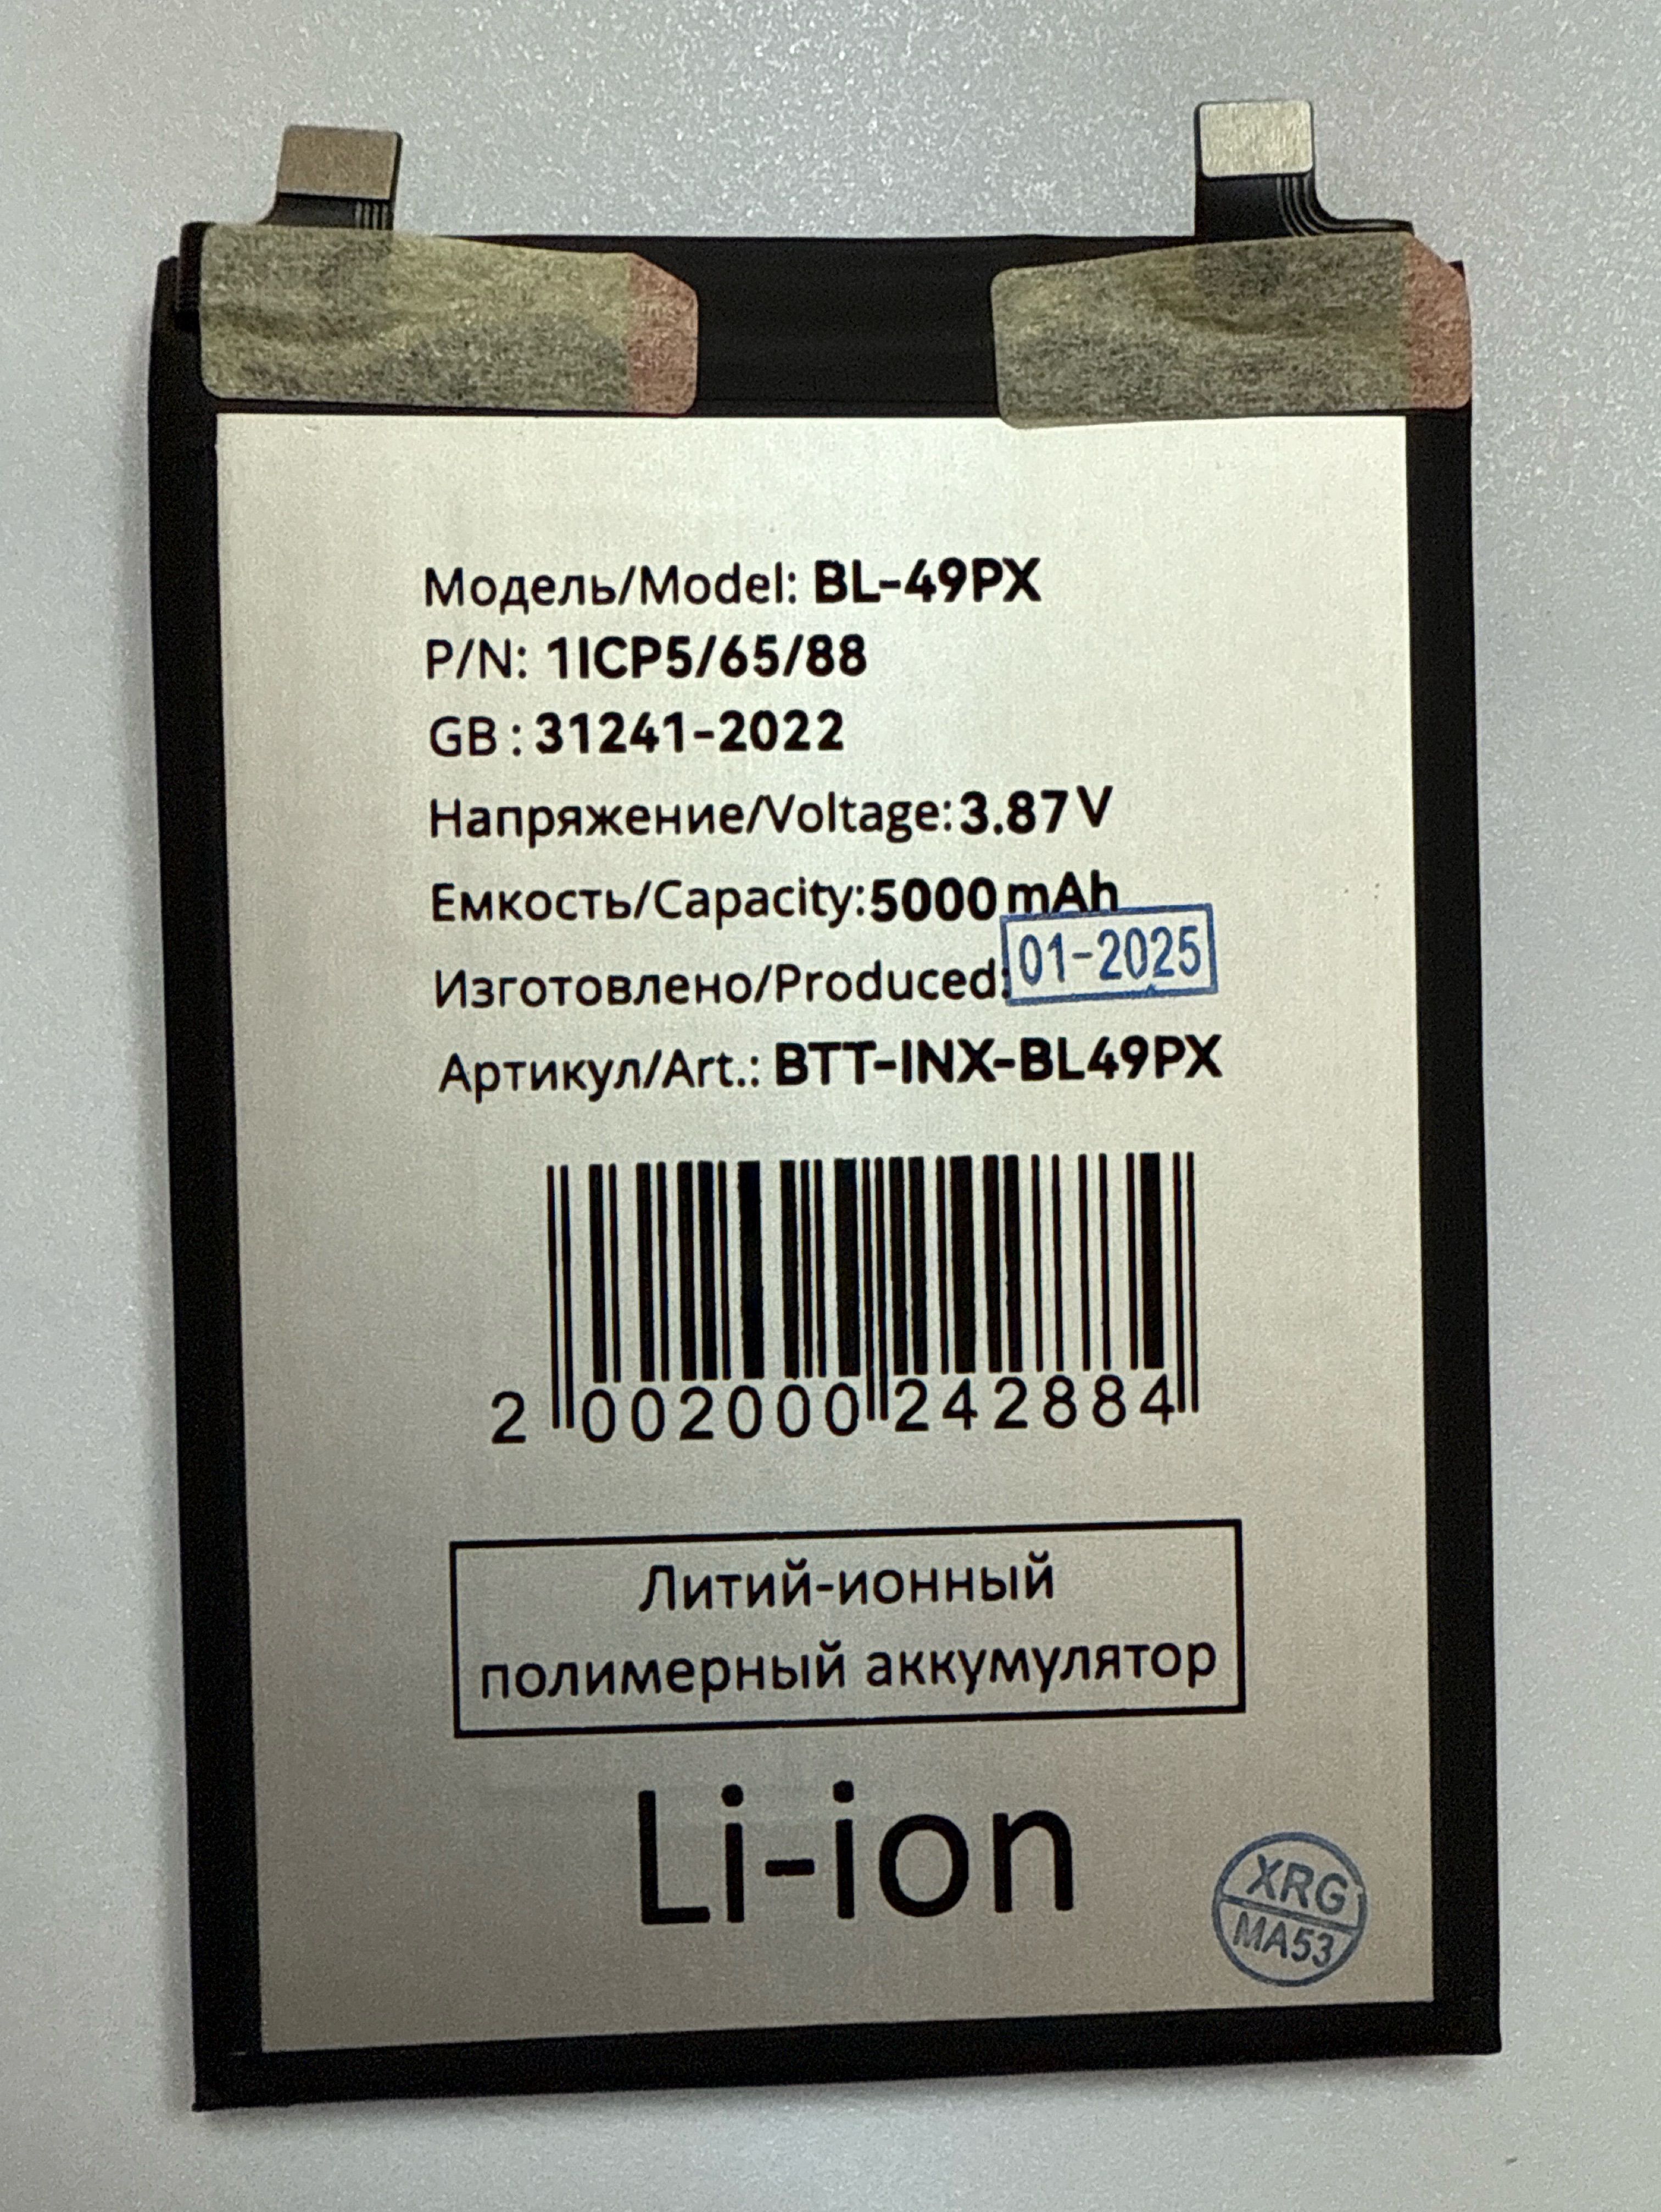 Модель/Model: BL-49PX
P/N: 1ICP5/65/88
GB : 31241-2022
Напряжение/Voltage: 3.87 V
Емкость/Capacity: 5000 mAh
Изготовлено/Produced: 01-2025
Артикул/Art.: BTT-INX-BL49PX
2 002000 242884
Литий-ионный
полимерный аккумулятор
Li-ion
XRG
MA53